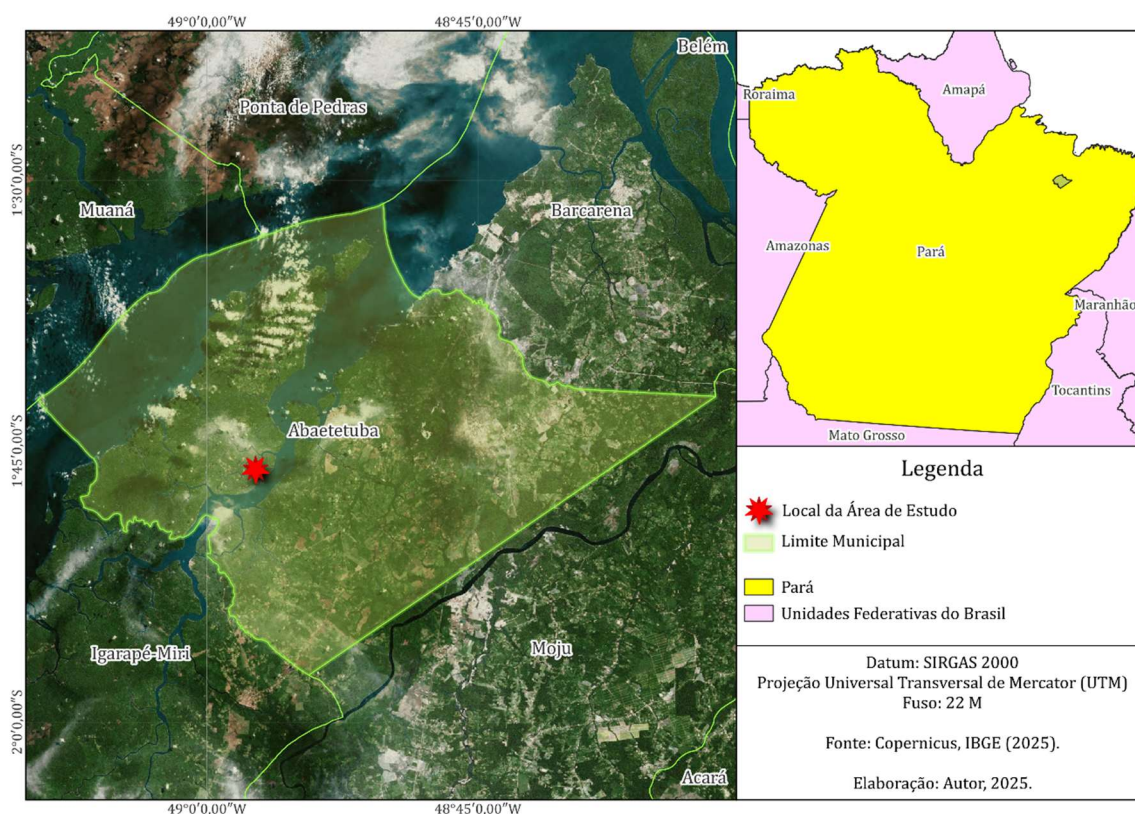 49°0'0,00"W
48°45'0,00"W
Belém
Ponta de Pedras
1°30'0,00"S
Muaná
Barcarena
Abaetetuba
1°45'0,00"S
Igarapé-Miri
Moju
2°0'0,00"S
Acará
49°0'0,00"W
48°45'0,00"W
Roraima
Amapá
Amazonas
Pará
Maranhão
Tocantins
Mato Grosso
Legenda
Local da Área de Estudo
Limite Municipal
Pará
Unidades Federativas do Brasil
Datum: SIRGAS 2000
Projeção Universal Transversal de Mercator (UTM)
Fuso: 22 M
Fonte: Copernicus, IBGE (2025).
Elaboração: Autor, 2025.